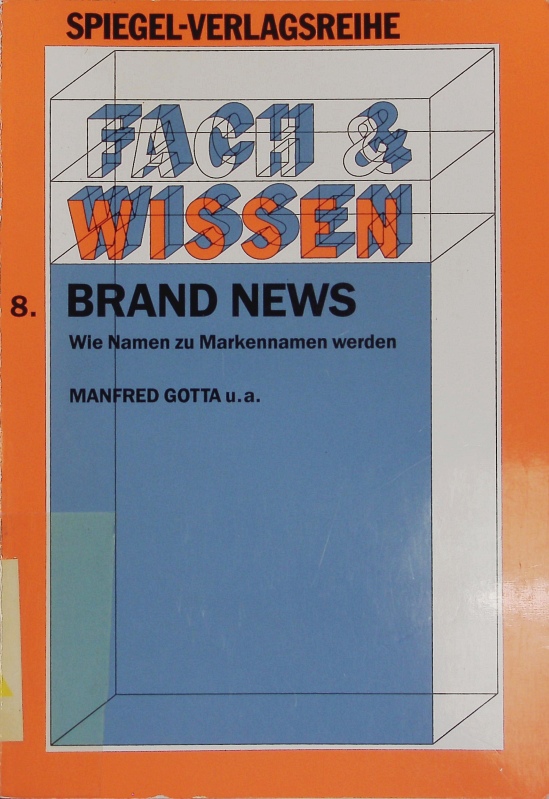 SPIEGEL-VERLAGSREIHE
FACH &
WISSEN
8. BRAND NEWS
Wie Namen zu Markennamen werden
MANFRED GOTTA u.a.